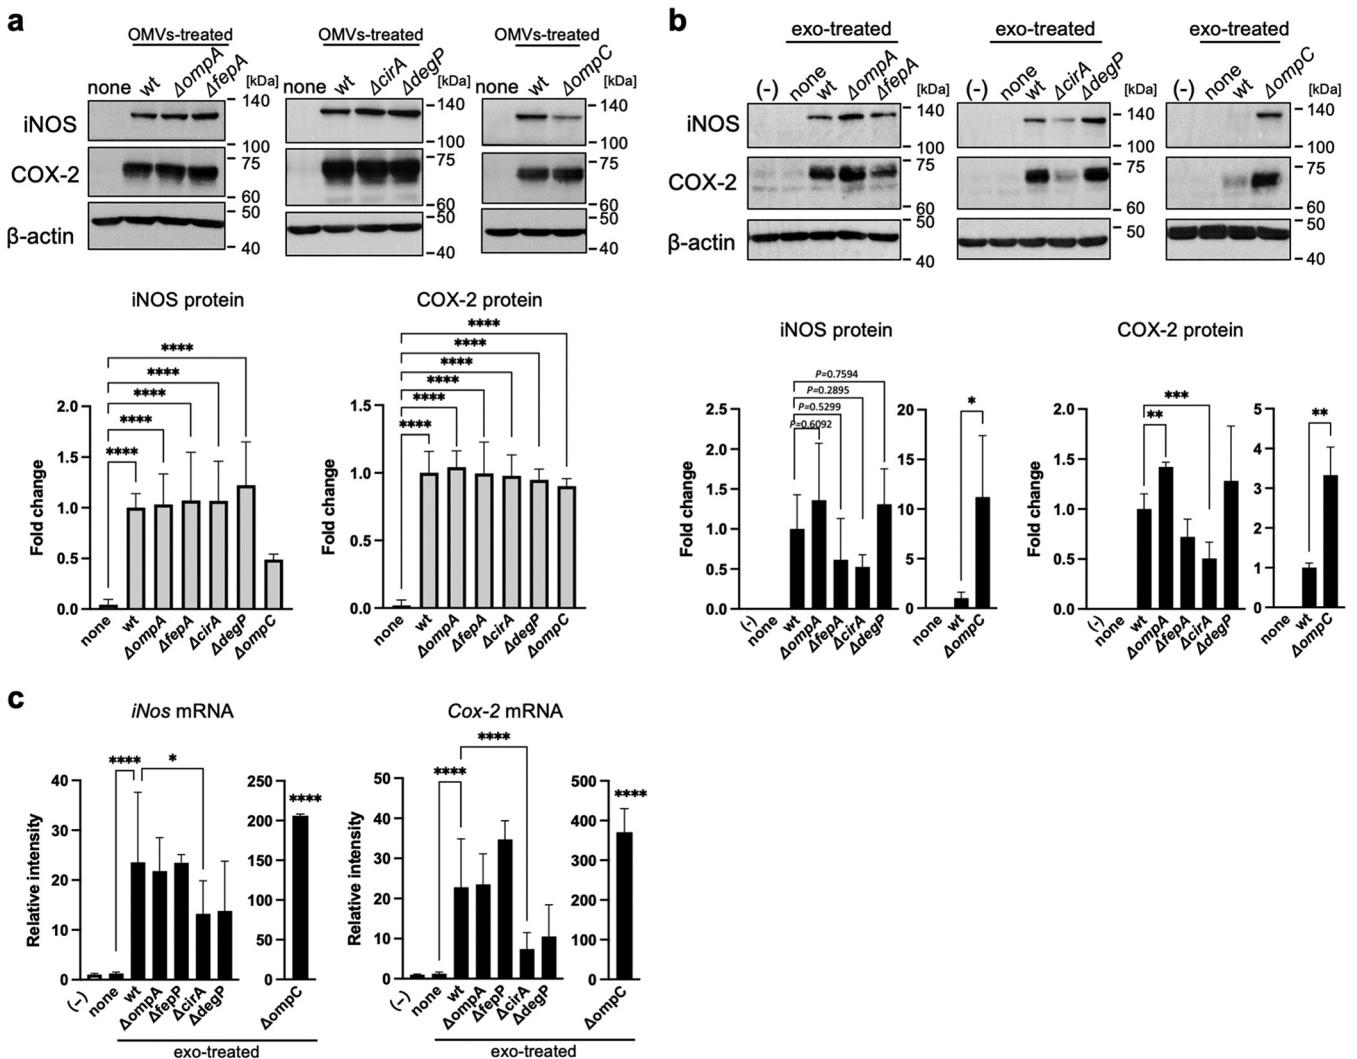 a
OMVs-treated
none wt ΔompA ΔfepA [kDa]
iNOS
140
100
COX-2
75
60
β-actin
50
40
OMVs-treated
none wt ΔcirA ΔdegP [kDa]
140
100
75
60
50
40
OMVs-treated
none wt ΔompC [kDa]
140
100
75
60
50
40
iNOS protein
Fold change
2.0
1.5
1.0
0.5
0.0
****
****
****
****
****
none wt ΔompA ΔfepA ΔcirA ΔdegP ΔompC
COX-2 protein
Fold change
1.5
1.0
0.5
0.0
****
****
****
****
****
****
none wt ΔompA ΔfepA ΔcirA ΔdegP ΔompC
b
exo-treated
(-) none wt ΔompA ΔfepA [kDa]
iNOS
140
100
COX-2
75
60
β-actin
50
40
exo-treated
(-) none wt ΔcirA ΔdegP [kDa]
140
100
75
60
50
exo-treated
(-) none wt ΔompC [kDa]
140
100
75
60
50
40
iNOS protein
Fold change
2.5
2.0
1.5
1.0
0.5
0.0
P=0.7594
P=0.2895
P=0.5299
P=0.6092
(-) none wt ΔompA ΔfepA ΔcirA ΔdegP
20
15
10
5
0
*
none wt ΔompC
COX-2 protein
Fold change
2.0
1.5
1.0
0.5
0.0
***
**
(-) none wt ΔompA ΔfepA ΔcirA ΔdegP
5
4
3
2
1
0
**
none wt ΔompC
c
iNos mRNA
Relative intensity
40
30
20
10
0
****
*
(-) none wt ΔompA ΔfepP ΔcirA ΔdegP
250
200
150
100
50
0
****
ΔompC
exo-treated
Cox-2 mRNA
Relative intensity
50
40
30
20
10
0
****
****
(-) none wt ΔompA ΔfepP ΔcirA ΔdegP
500
400
300
200
100
0
****
ΔompC
exo-treated